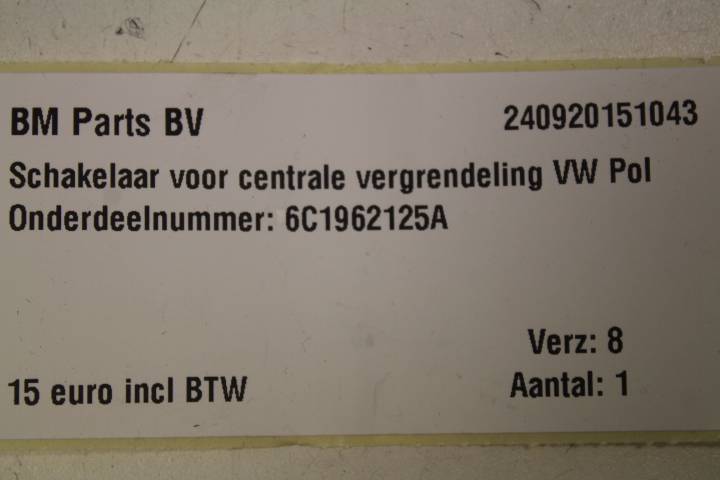 BM Parts BV 240920151043
Schakelaar voor centrale vergrendeling VW Pol
Onderdeelnummer: 6C1962125A
Verz: 8
15 euro incl BTW Aantal: 1